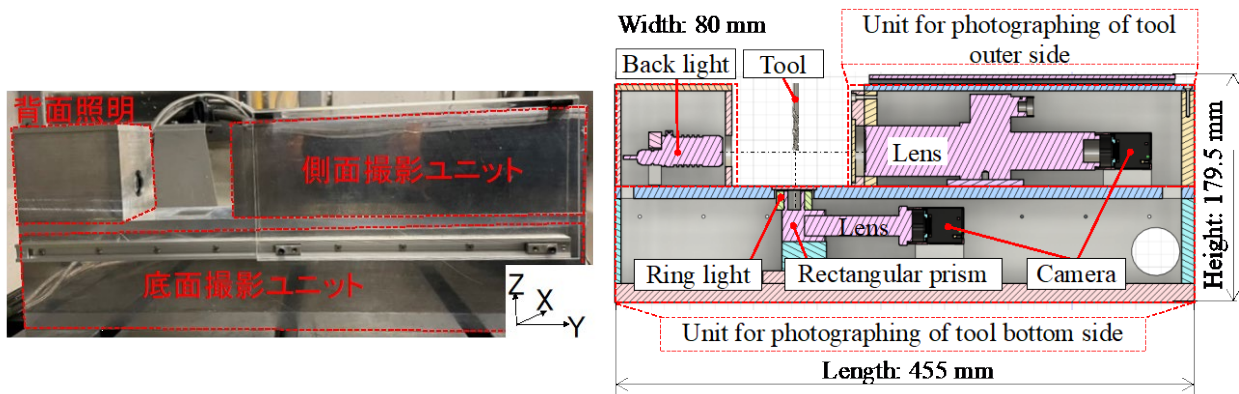 背面照明
側面撮影ユニット
底面撮影ユニット
Z
X
Y
Width: 80 mm
Unit for photographing of tool
outer side
Back light
Tool
Lens
Lens
Ring light
Rectangular prism
Camera
Unit for photographing of tool bottom side
Length: 455 mm
Height: 179.5 mm